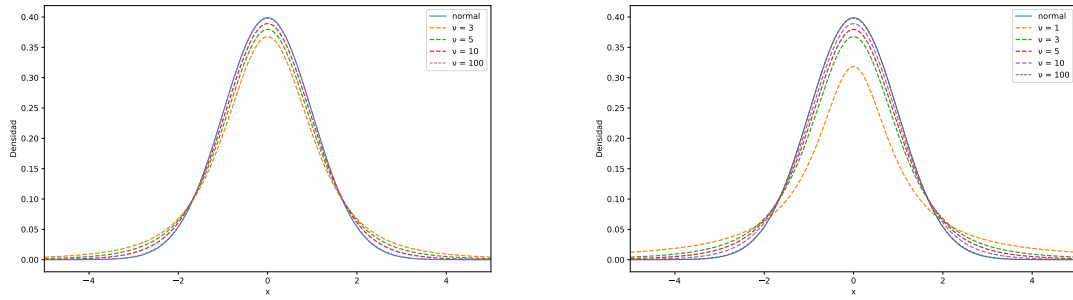 0.40
0.35
0.30
0.25
0.20
0.15
0.10
0.05
0.00
Densidad
−4
−2
0
2
4
x
normal
ν = 3
ν = 5
ν = 10
ν = 100
0.40
0.35
0.30
0.25
0.20
0.15
0.10
0.05
0.00
Densidad
−4
−2
0
2
4
x
normal
ν = 1
ν = 3
ν = 5
ν = 10
ν = 100